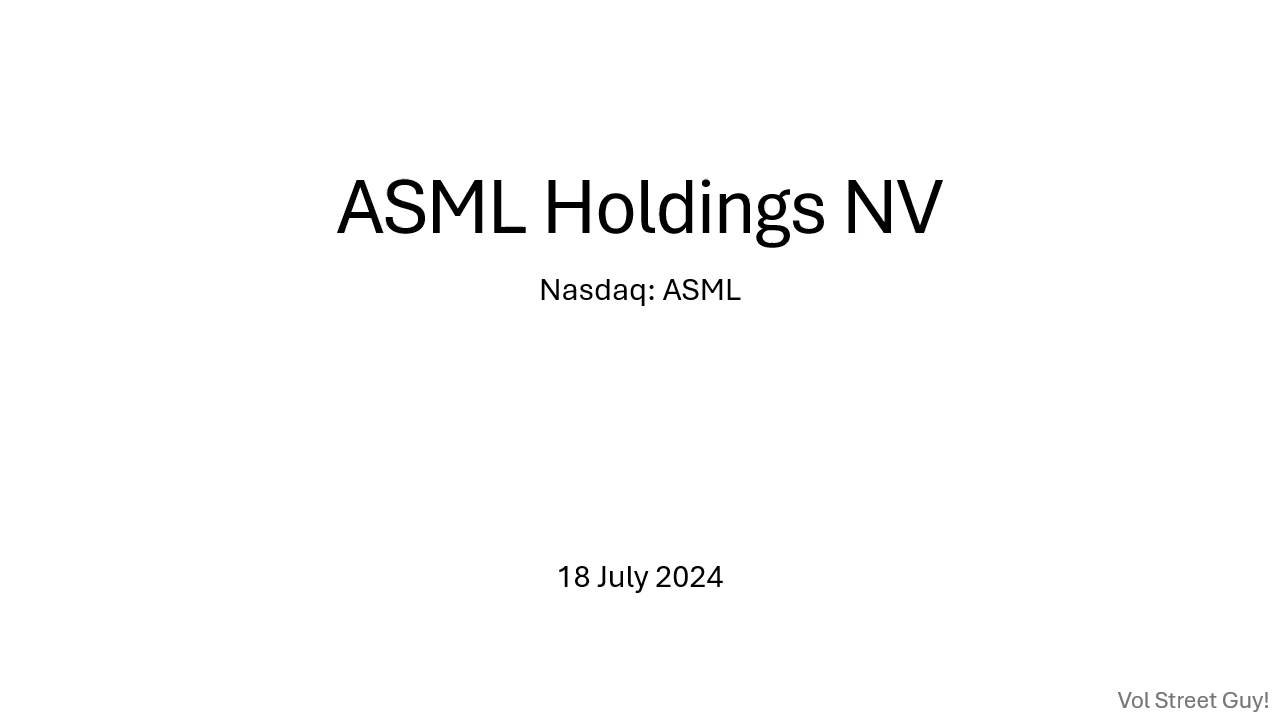 ASML Holdings NV
Nasdaq: ASML
18 July 2024
Vol Street Guy!